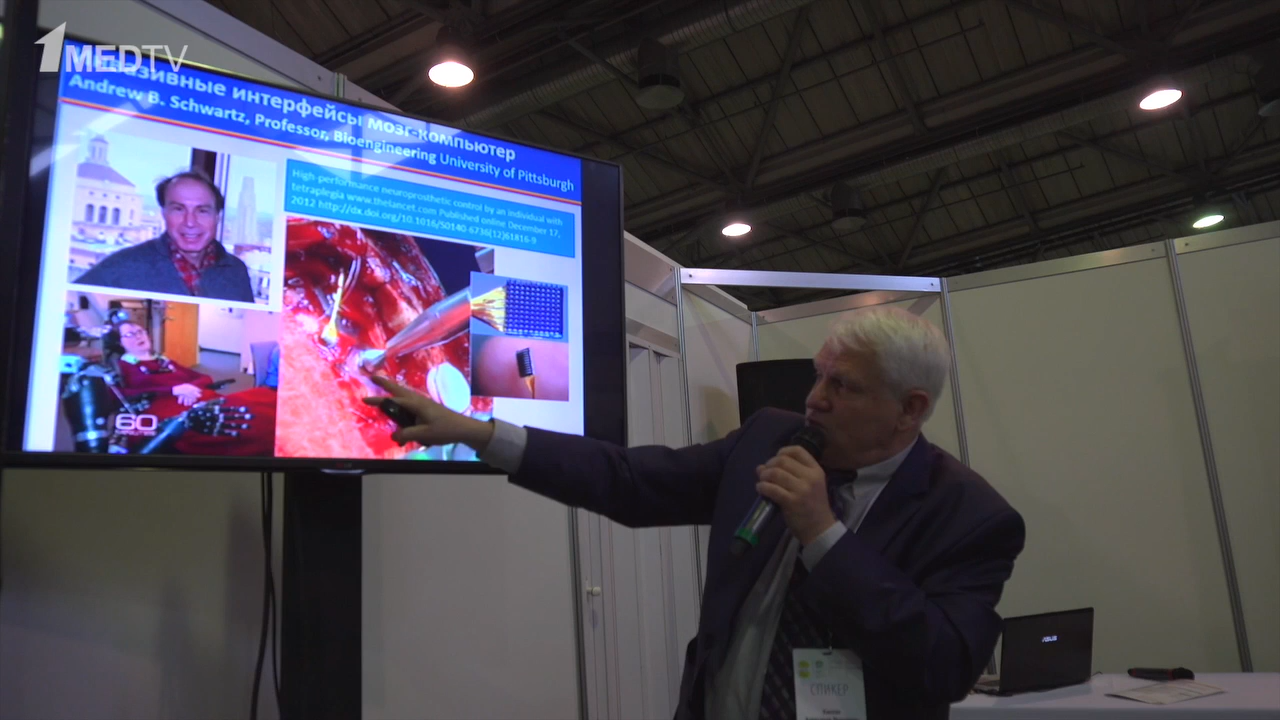 1MEDTV
интерфейсы мозг-компьютер
Andrew B. Schwartz, Professor, Bioengineering University of Pittsburgh
High-performance neuroprosthetic control by an individual with
tetraplegia www.thelancet.com Published online December 17,
2012 http://dx.doi.org/10.1016/S0140-6736(12)61816-9
60
ASUS
СПИКЕР